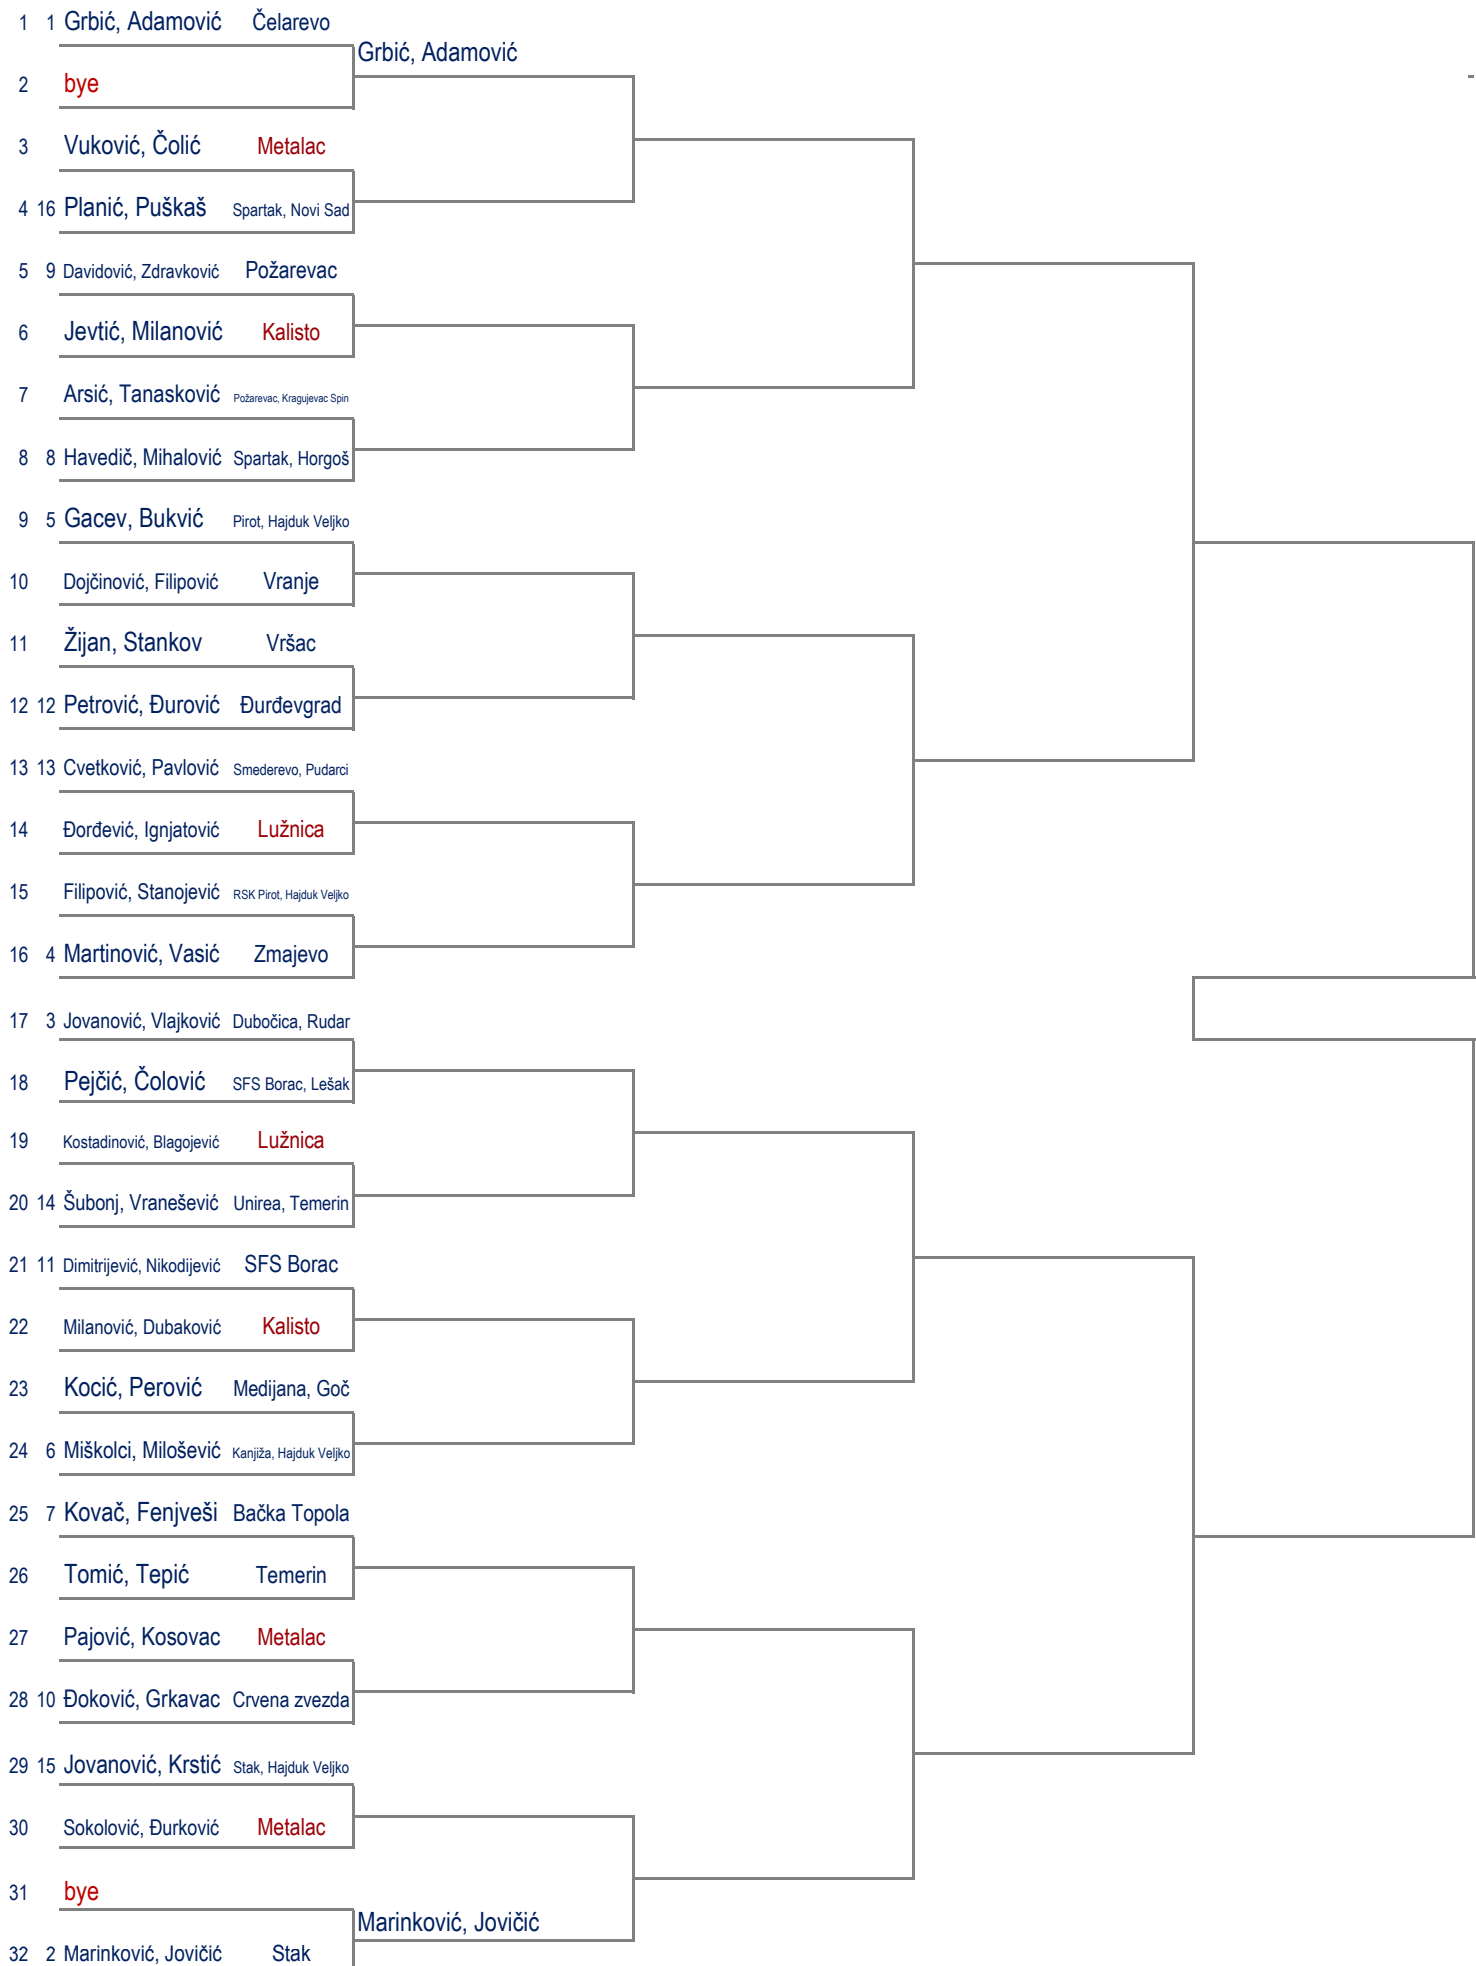 1 1 Grbić, Adamović Čelarevo
Grbić, Adamović
2 bye
3 Vuković, Čolić Metalac
4 16 Planić, Puškaš Spartak, Novi Sad
5 9 Davidović, Zdravković Požarevac
6 Jevtić, Milanović Kalisto
7 Arsić, Tanasković Požarevac, Kragujevac Spin
8 8 Havedič, Mihalović Spartak, Horgoš
9 5 Gacev, Bukvić Pirot, Hajduk Veljko
10 Dojčinović, Filipović Vranje
11 Žijan, Stankov Vršac
12 12 Petrović, Đurović Đurđevgrad
13 13 Cvetković, Pavlović Smederevo, Pudarci
14 Đorđević, Ignjatović Lužnica
15 Filipović, Stanojević RSK Pirot, Hajduk Veljko
16 4 Martinović, Vasić Zmajevo
17 3 Jovanović, Vlajković Dubočica, Rudar
18 Pejčić, Čolović SFS Borac, Lešak
19 Kostadinović, Blagojević Lužnica
20 14 Šubonj, Vranešević Unirea, Temerin
21 11 Dimitrijević, Nikodijević SFS Borac
22 Milanović, Dubaković Kalisto
23 Kocić, Perović Medijana, Goč
24 6 Miškolci, Milošević Kanjiža, Hajduk Veljko
25 7 Kovač, Fenjveši Bačka Topola
26 Tomić, Tepić Temerin
27 Pajović, Kosovac Metalac
28 10 Đoković, Grkavac Crvena zvezda
29 15 Jovanović, Krstić Stak, Hajduk Veljko
30 Sokolović, Đurković Metalac
31 bye
Marinković, Jovičić
32 2 Marinković, Jovičić Stak